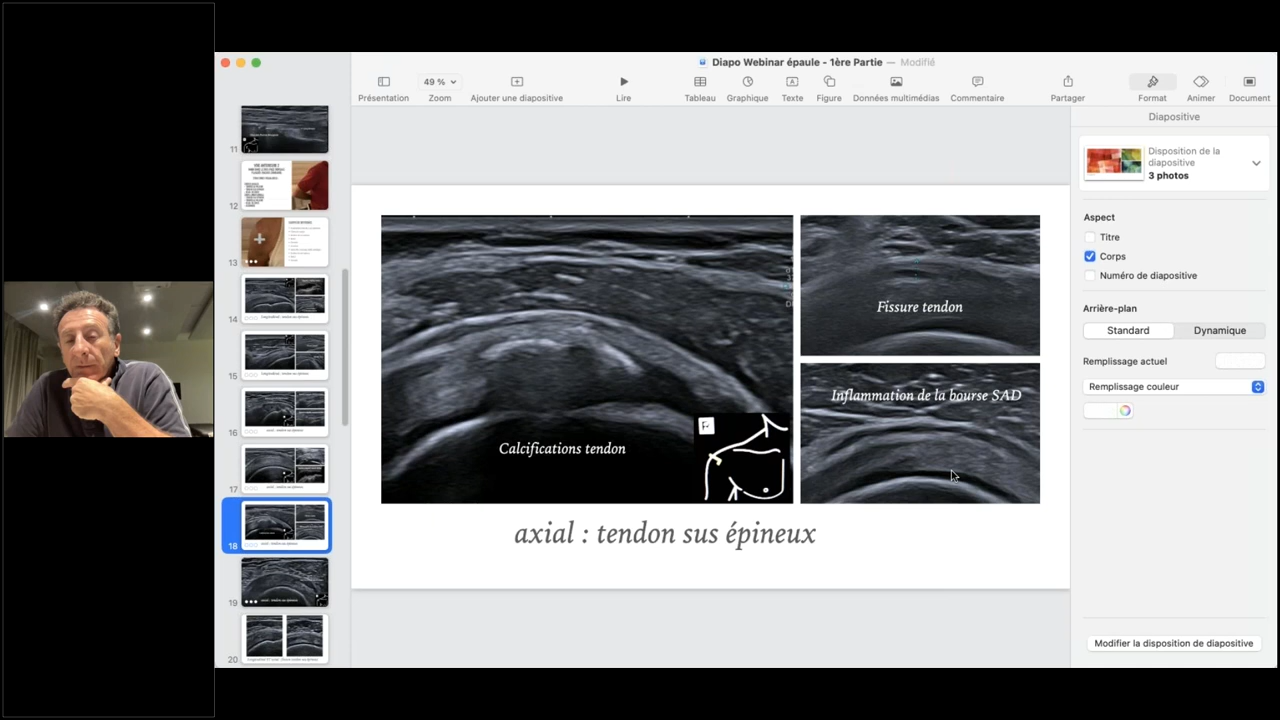 Diapo Webinar épaule - 1ère Partie — Modifié
49 %
Présentation
Zoom
Ajouter une diapositive
Lire
Tableau
Graphique
Texte
Figure
Données multimédias
Commentaire
Partager
Format
Animer
Document
11
12
13
14
15
16
17
18
19
20
Fissure tendon
Inflammation de la bourse SAD
Calcifications tendon
axial : tendon sus épineux
Diapositive
Disposition de la
diapositive
3 photos
Aspect
Titre
Corps
Numéro de diapositive
Arrière-plan
Standard
Dynamique
Remplissage actuel
Remplissage couleur
Modifier la disposition de diapositive